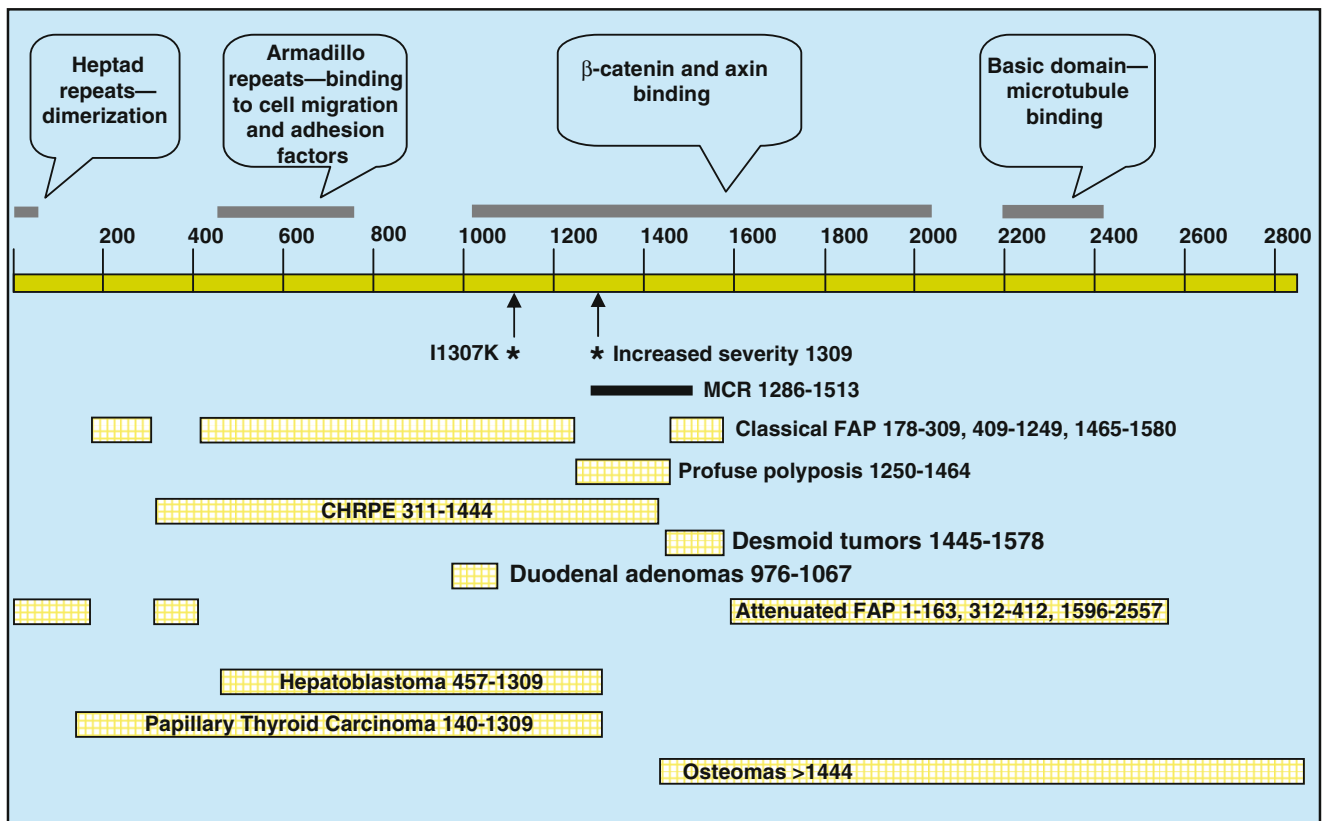 Heptad
repeats—
dimerization
Armadillo
repeats—binding
to cell migration
and adhesion
factors
β-catenin and axin
binding
Basic domain—
microtubule
binding
200 400 600 800 1000 1200 1400 1600 1800 2000 2200 2400 2600 2800
I1307K *
* Increased severity 1309
MCR 1286-1513
Classical FAP 178-309, 409-1249, 1465-1580
Profuse polyposis 1250-1464
CHRPE 311-1444
Desmoid tumors 1445-1578
Duodenal adenomas 976-1067
Attenuated FAP 1-163, 312-412, 1596-2557
Hepatoblastoma 457-1309
Papillary Thyroid Carcinoma 140-1309
Osteomas >1444